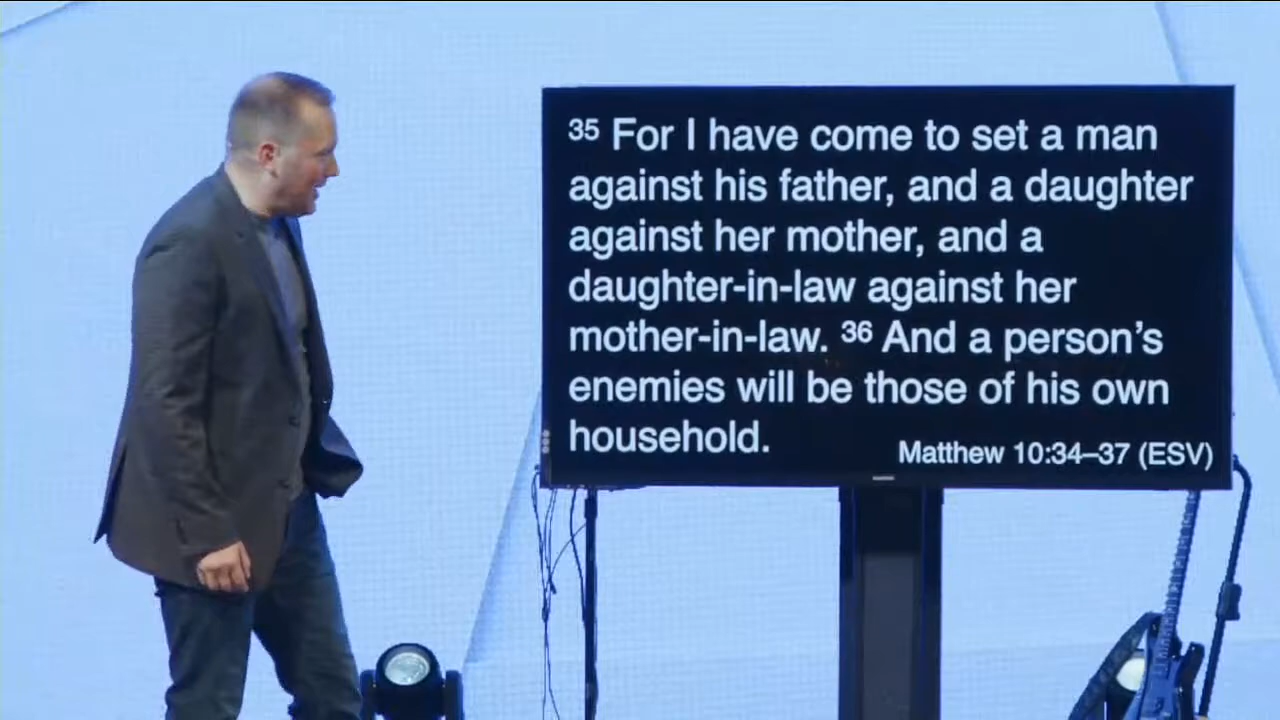 35 For I have come to set a man
against his father, and a daughter
against her mother, and a
daughter-in-law against her
mother-in-law. 36 And a person’s
enemies will be those of his own
household.
Matthew 10:34–37 (ESV)